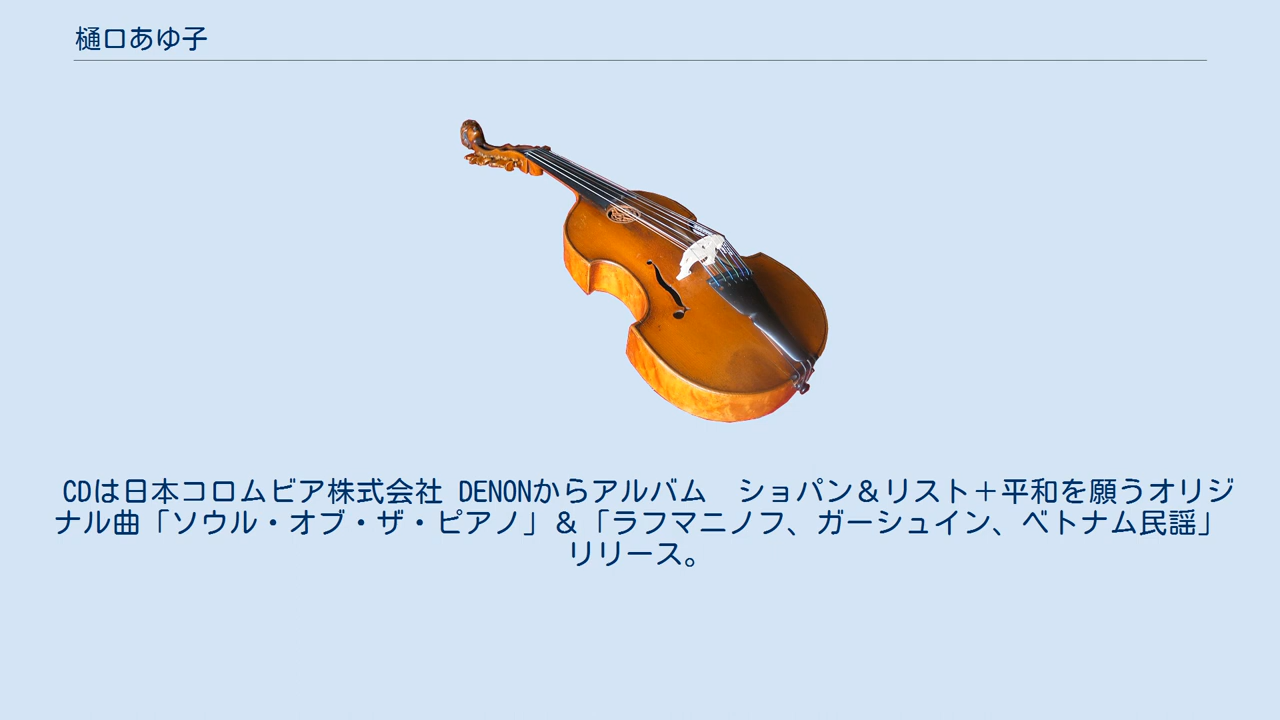 樋口あゆ子
CDは日本コロムビア株式会社 DENONからアルバム　ショパン＆リスト＋平和を願うオリジ
ナル曲「ソウル・オブ・ザ・ピアノ」＆「ラフマニノフ、ガーシュイン、ベトナム民謡」
リリース。